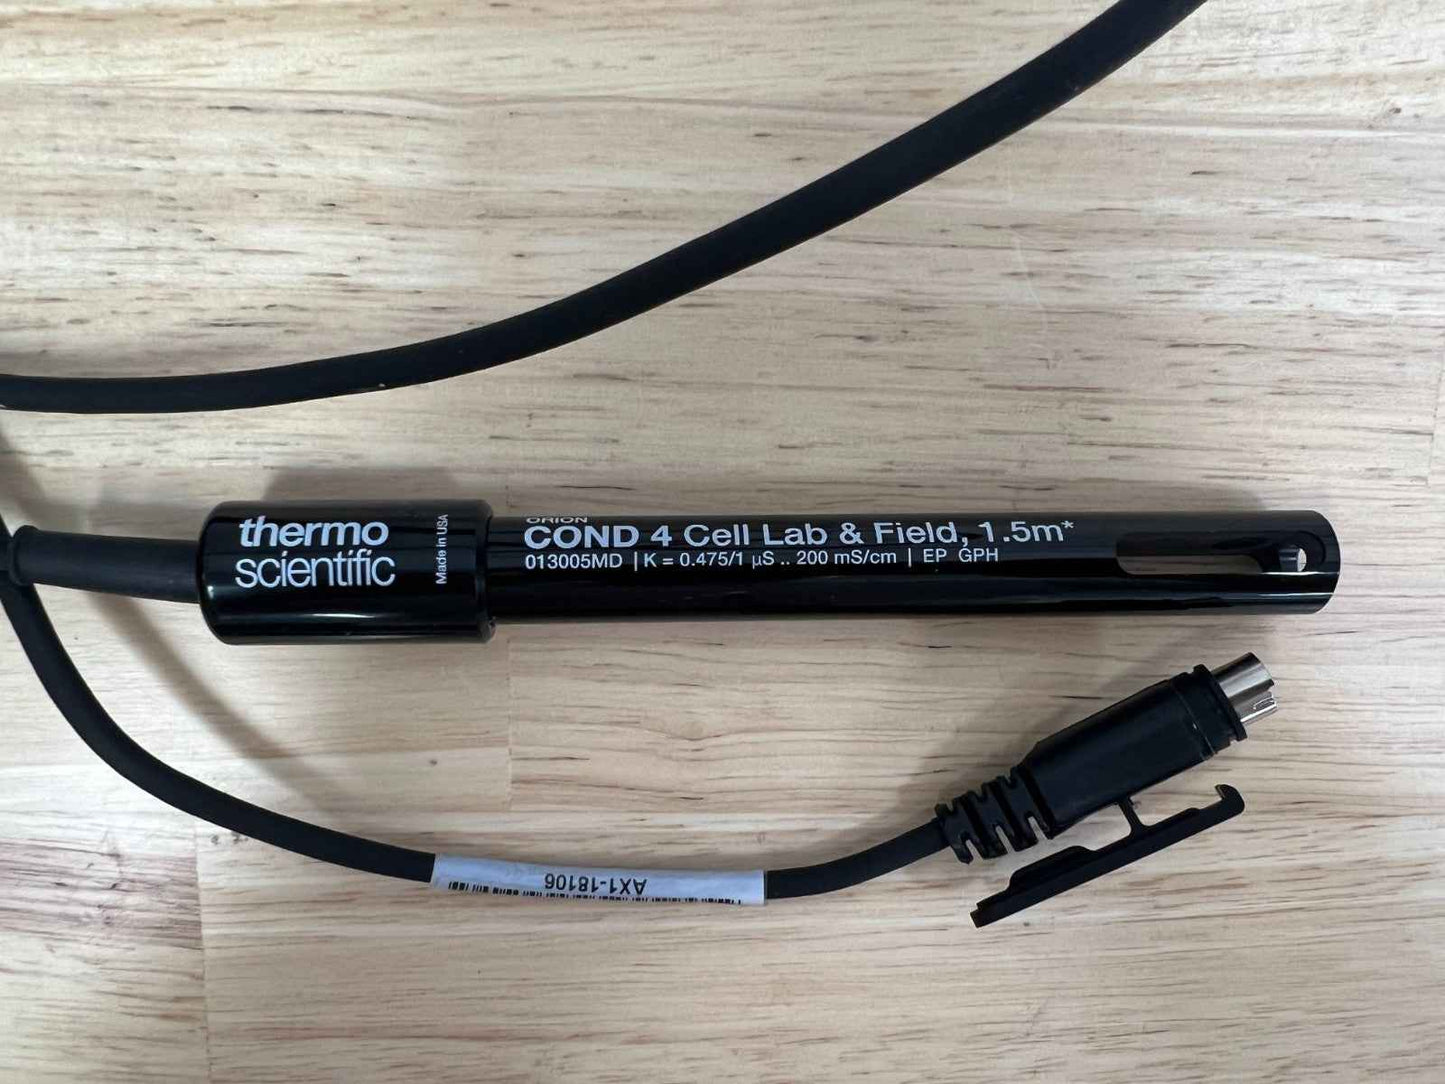 thermo
scientific
Made in USA
ORION
COND 4 Cell Lab & Field, 1.5m*
013005MD | K = 0.475/1 µS .. 200 mS/cm | EP GPH
AX1-18106